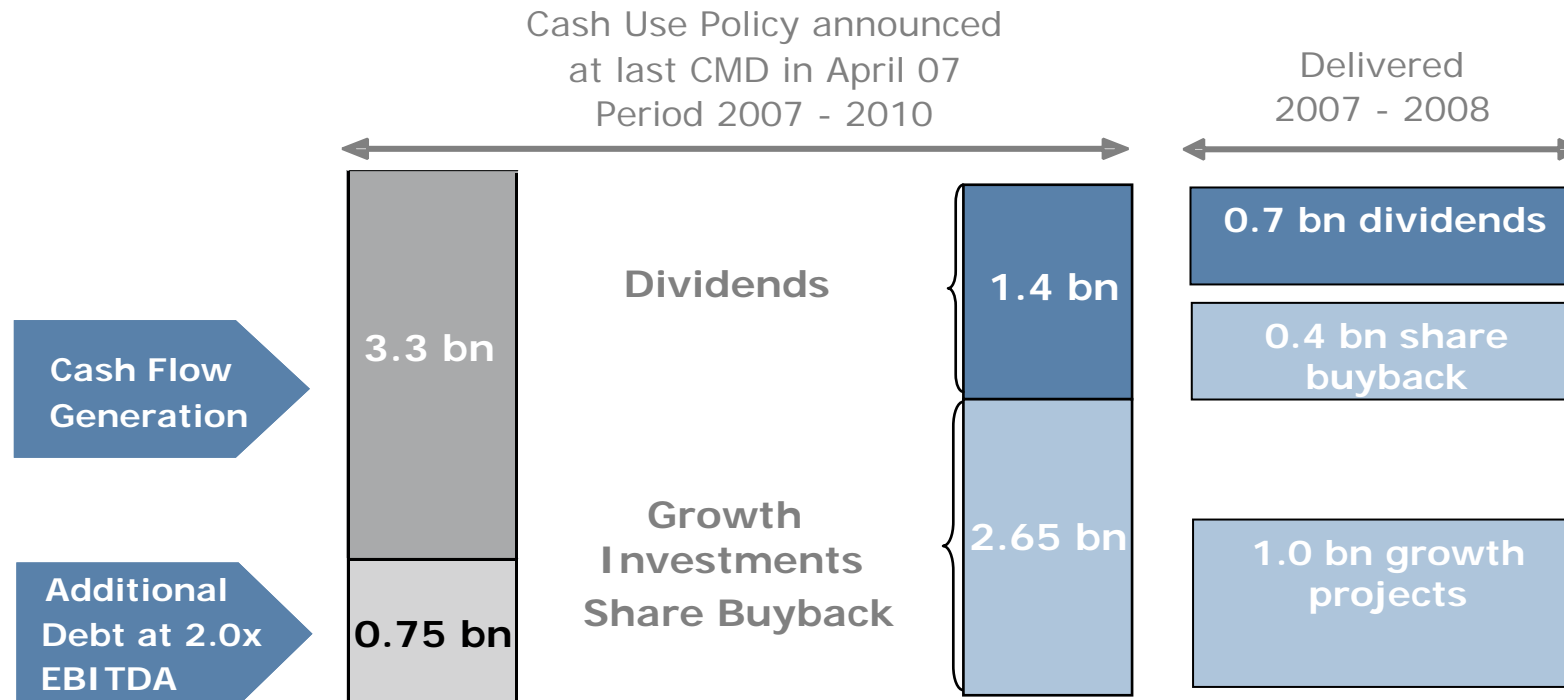 Cash Use Policy announced
at last CMD in April 07
Period 2007 - 2010
Delivered
2007 - 2008
Cash Flow
Generation
Additional
Debt at 2.0x
EBITDA
3.3 bn
0.75 bn
Dividends
Growth
Investments
Share Buyback
1.4 bn
2.65 bn
0.7 bn dividends
0.4 bn share
buyback
1.0 bn growth
projects